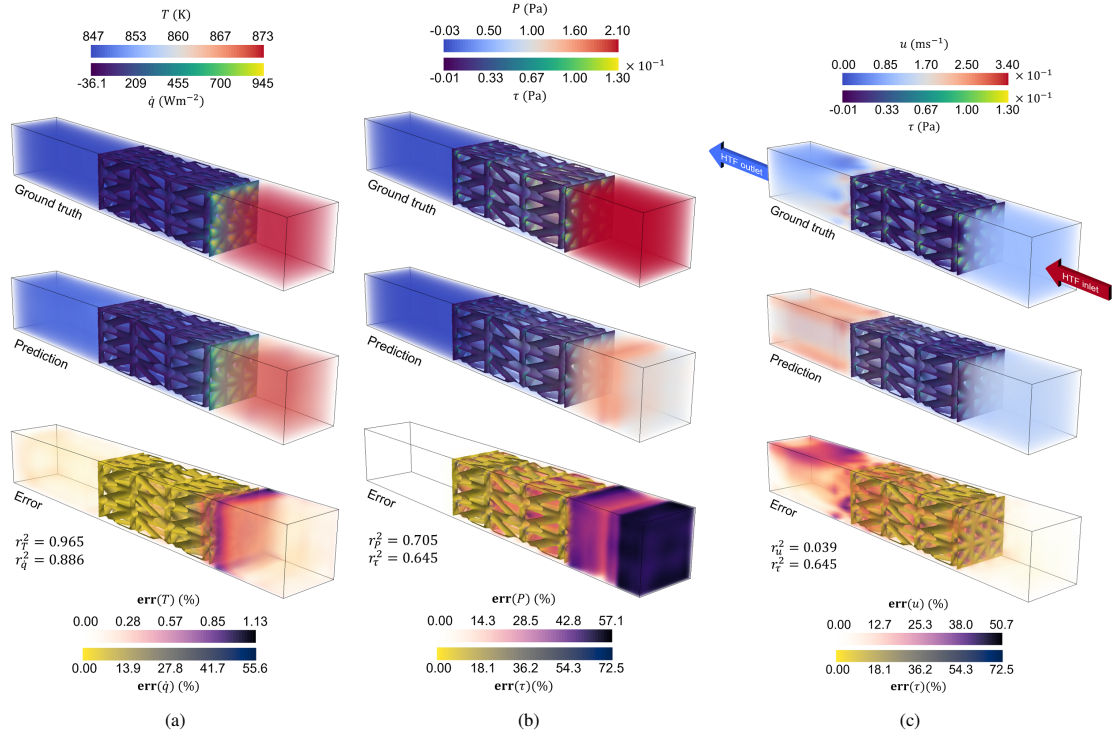 T (K)
847 853 860 867 873
-36.1 209 455 700 945
q̇ (Wm⁻²)
Ground truth
Prediction
Error
r²_T = 0.965
r²_q̇ = 0.886
err(T) (%)
0.00 0.28 0.57 0.85 1.13
0.00 13.9 27.8 41.7 55.6
err(q̇) (%)
(a)
P (Pa)
-0.03 0.50 1.00 1.60 2.10
-0.01 0.33 0.67 1.00 1.30 × 10⁻¹
τ (Pa)
Ground truth
Prediction
Error
r²_P = 0.705
r²_τ = 0.645
err(P) (%)
0.00 14.3 28.5 42.8 57.1
0.00 18.1 36.2 54.3 72.5
err(τ)(%)
(b)
u (ms⁻¹)
0.00 0.85 1.70 2.50 3.40 × 10⁻¹
-0.01 0.33 0.67 1.00 1.30 × 10⁻¹
τ (Pa)
HTF outlet
Ground truth
HTF inlet
Prediction
Error
r²_u = 0.039
r²_τ = 0.645
err(u) (%)
0.00 12.7 25.3 38.0 50.7
0.00 18.1 36.2 54.3 72.5
err(τ)(%)
(c)